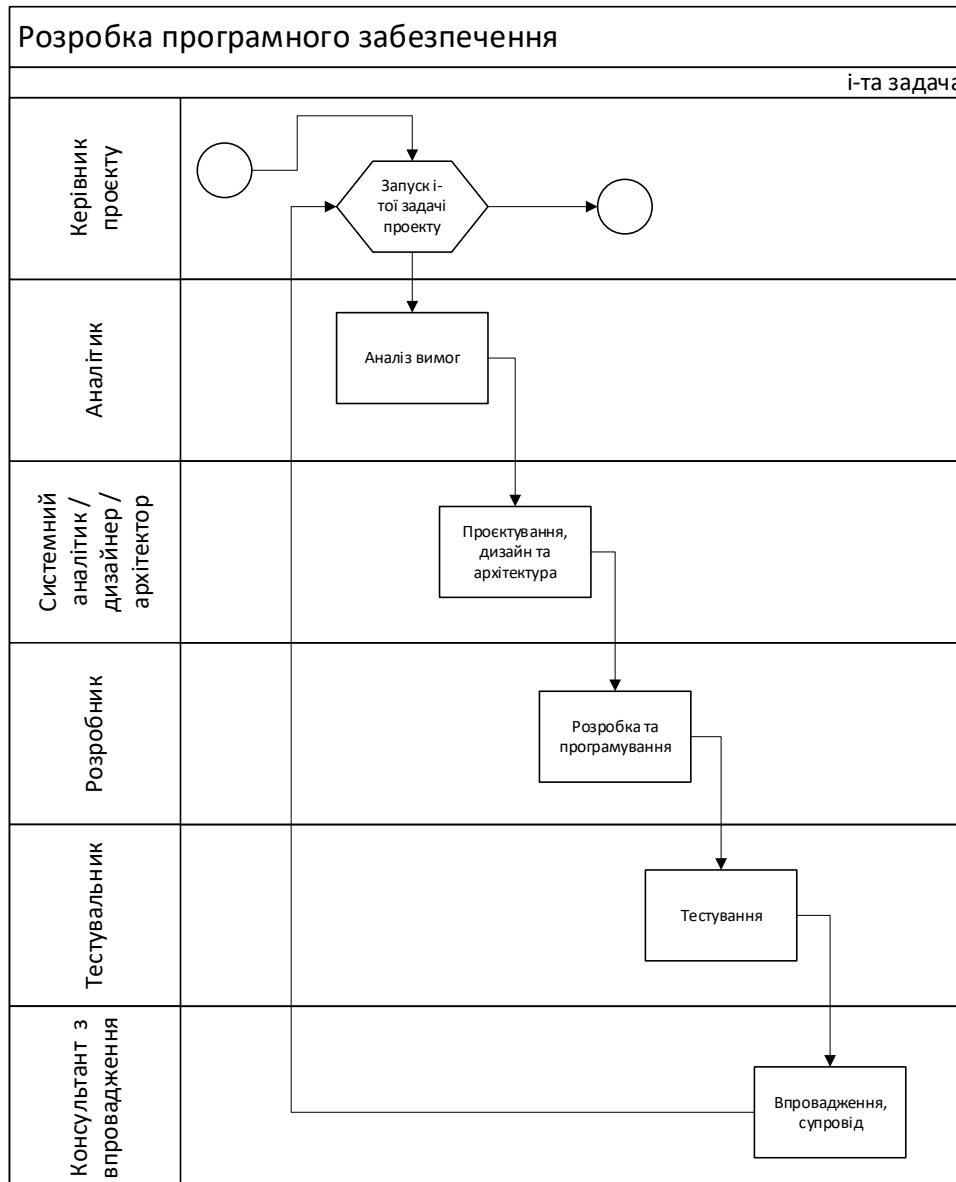 Розробка програмного забезпечення
і-та задача
Керівник
проєкту
Запуск і-
тої задачі
проекту
Аналітик
Аналіз вимог
Системний
аналітик /
дизайнер /
архітектор
Проєктування,
дизайн та
архітектура
Розробник
Розробка та
програмування
Тестувальник
Тестування
Консультант з
впровадження
Впровадження,
супровід